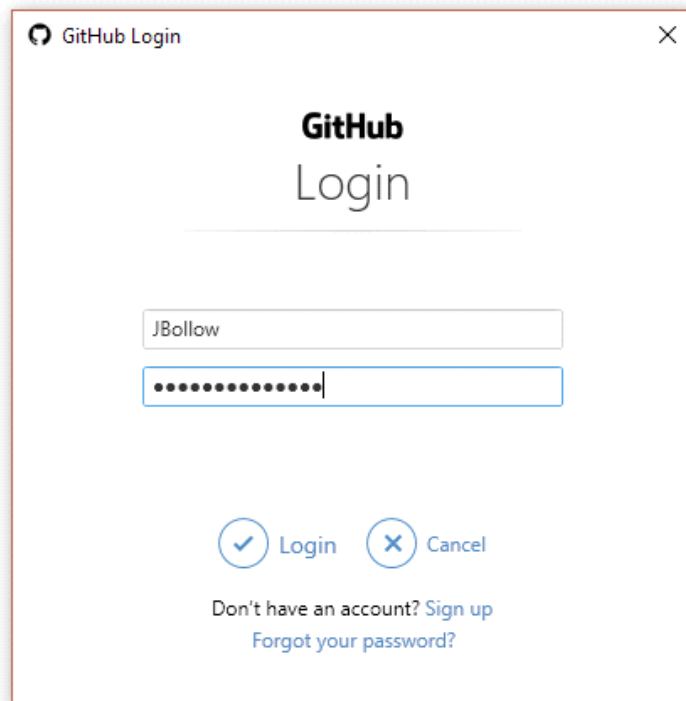 GitHub Login
GitHub
Login
JBollow
••••••••••••••
Login Cancel
Don't have an account? Sign up
Forgot your password?